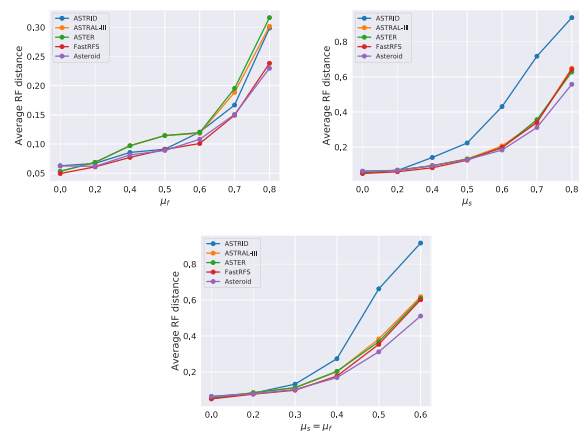 ASTRID
ASTRAL-III
ASTER
FastRFS
Asteroid
Average RF distance
0.30
0.25
0.20
0.15
0.10
0.05
0.0 0.2 0.4 0.5 0.6 0.7 0.8
μf
ASTRID
ASTRAL-III
ASTER
FastRFS
Asteroid
Average RF distance
0,8
0,6
0,4
0,2
0.0 0.2 0.4 0.5 0.6 0.7 0.8
μs
ASTRID
ASTRAL-III
ASTER
FastRFS
Asteroid
Average RF distance
0,8
0,6
0,4
0,2
0.0 0.2 0.3 0.4 0.5 0.6
μs = μf